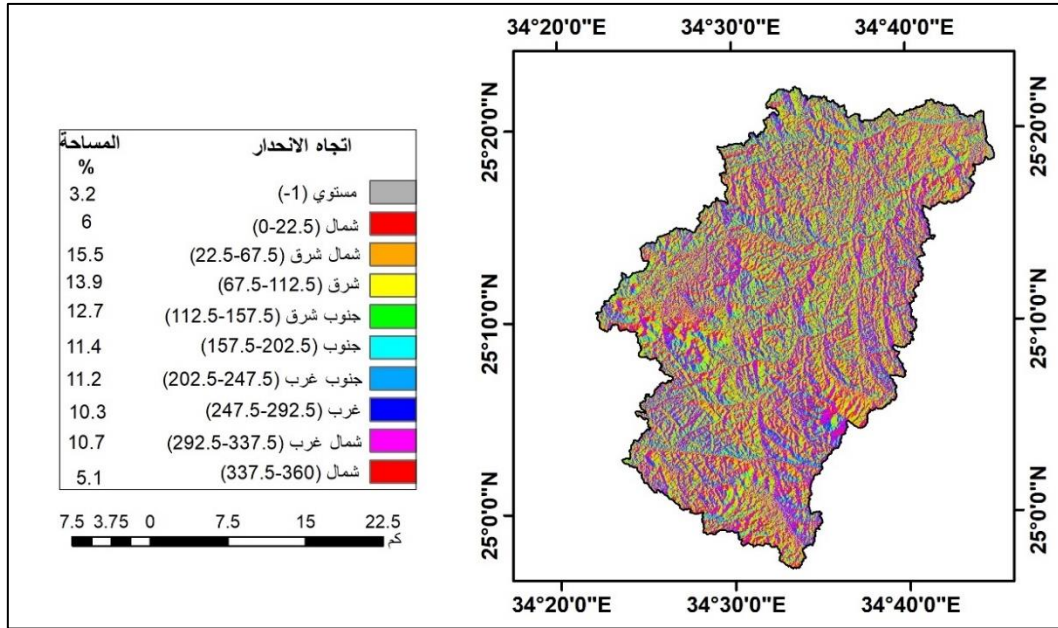 34°20'0"E 34°30'0"E 34°40'0"E
25°20'0"N 25°20'0"N
25°10'0"N 25°10'0"N
25°0'0"N 25°0'0"N
34°20'0"E 34°30'0"E 34°40'0"E
اتجاه الانحدار المساحة
%
مستوي (1-) 3.2
شمال (0-22.5) 6
شمال شرق (22.5-67.5) 15.5
شرق (67.5-112.5) 13.9
جنوب شرق (112.5-157.5) 12.7
جنوب (157.5-202.5) 11.4
جنوب غرب (202.5-247.5) 11.2
غرب (247.5-292.5) 10.3
شمال غرب (292.5-337.5) 10.7
شمال (337.5-360) 5.1
7.5 3.75 0 7.5 15 22.5
كم